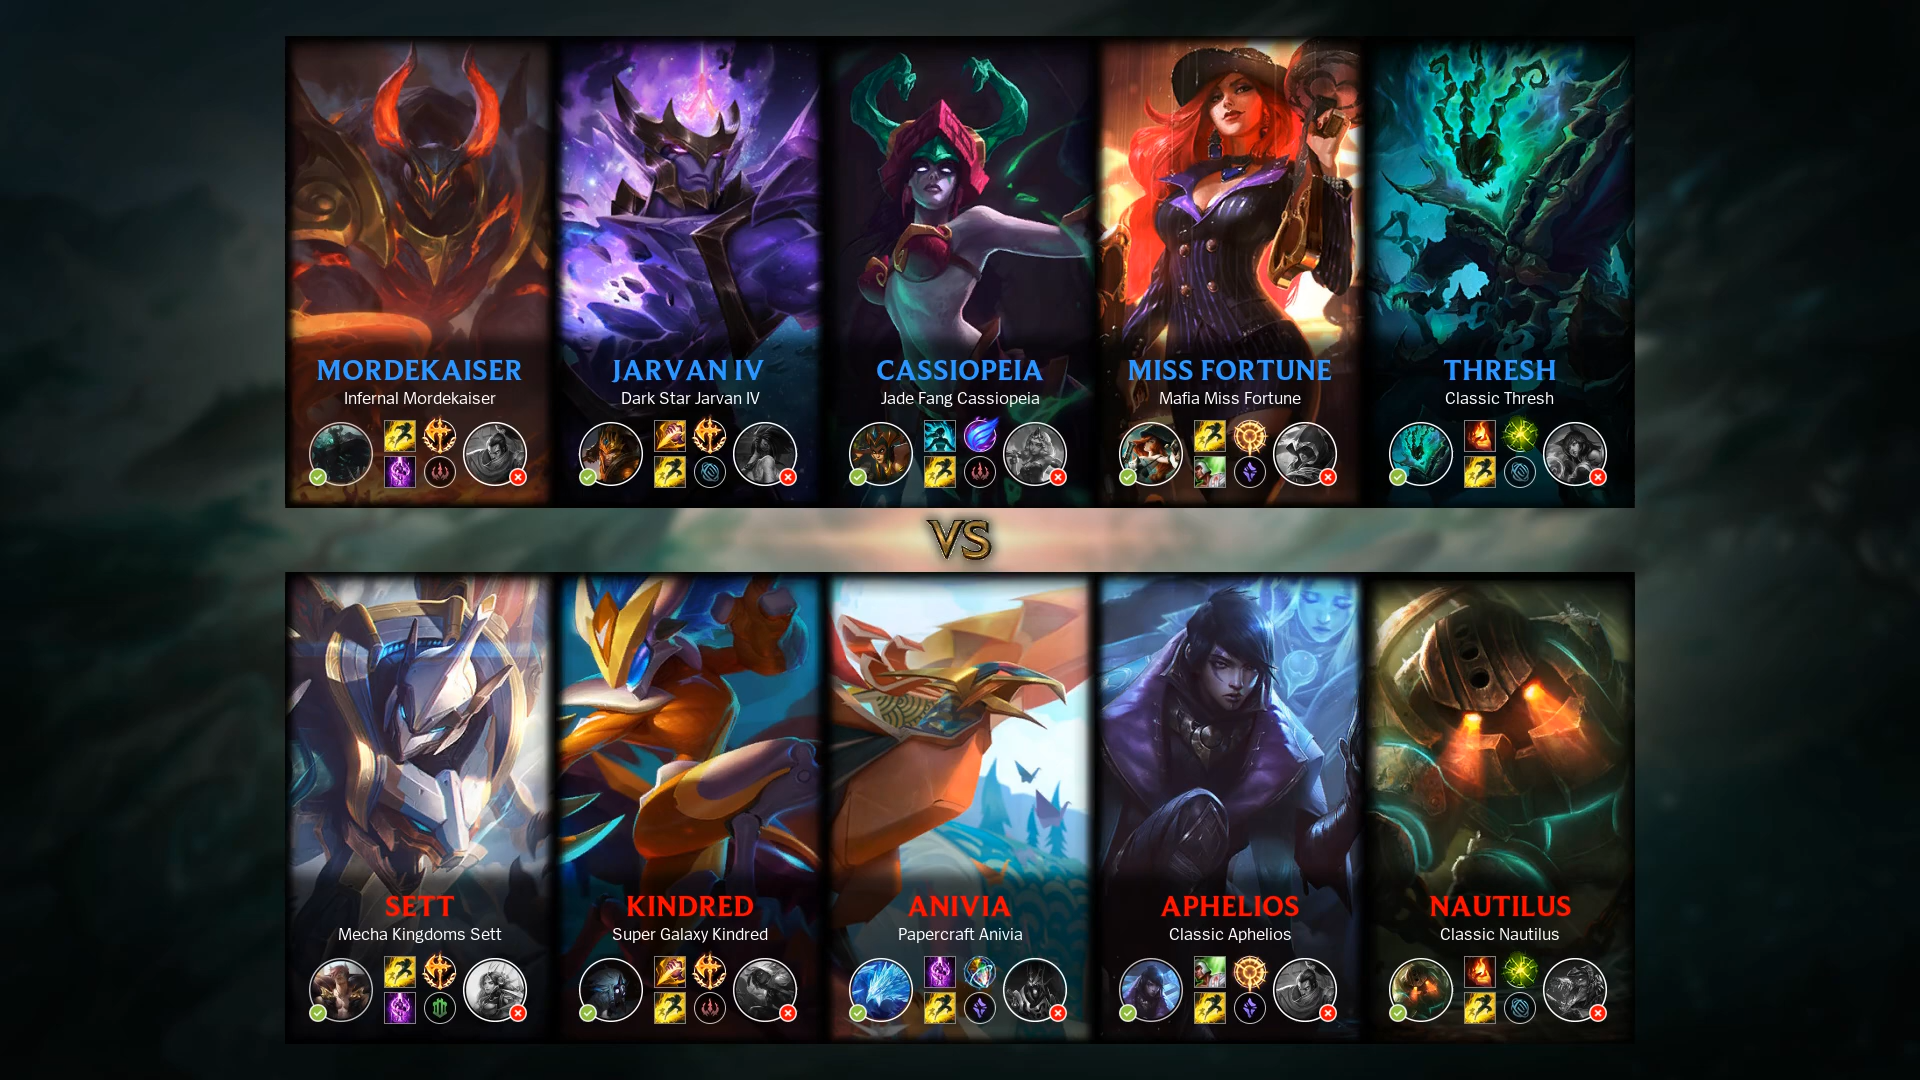 MORDEKAISER
Infernal Mordekaiser
JARVAN IV
Dark Star Jarvan IV
CASSIOPEIA
Jade Fang Cassiopeia
MISS FORTUNE
Mafia Miss Fortune
THRESH
Classic Thresh
VS
SETT
Mecha Kingdoms Sett
KINDRED
Super Galaxy Kindred
ANIVIA
Papercraft Anivia
APHELIOS
Classic Aphelios
NAUTILUS
Classic Nautilus